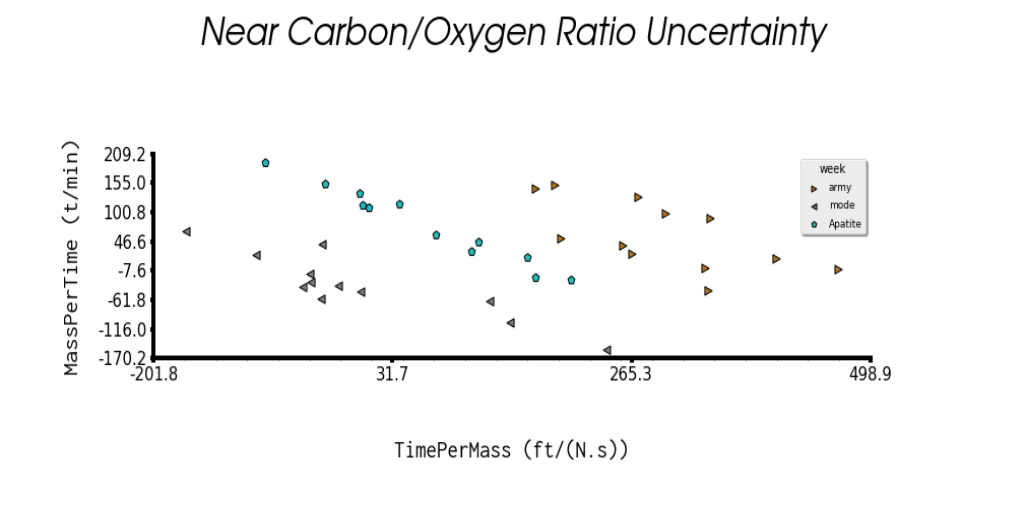 Near Carbon/Oxygen Ratio Uncertainty
MassPerTime (t/min)
209.2
155.0
100.8
46.6
-7.6
-61.8
-116.0
-170.2
-201.8
31.7
265.3
498.9
TimePerMass (ft/(N.s))
week
army
mode
Apatite